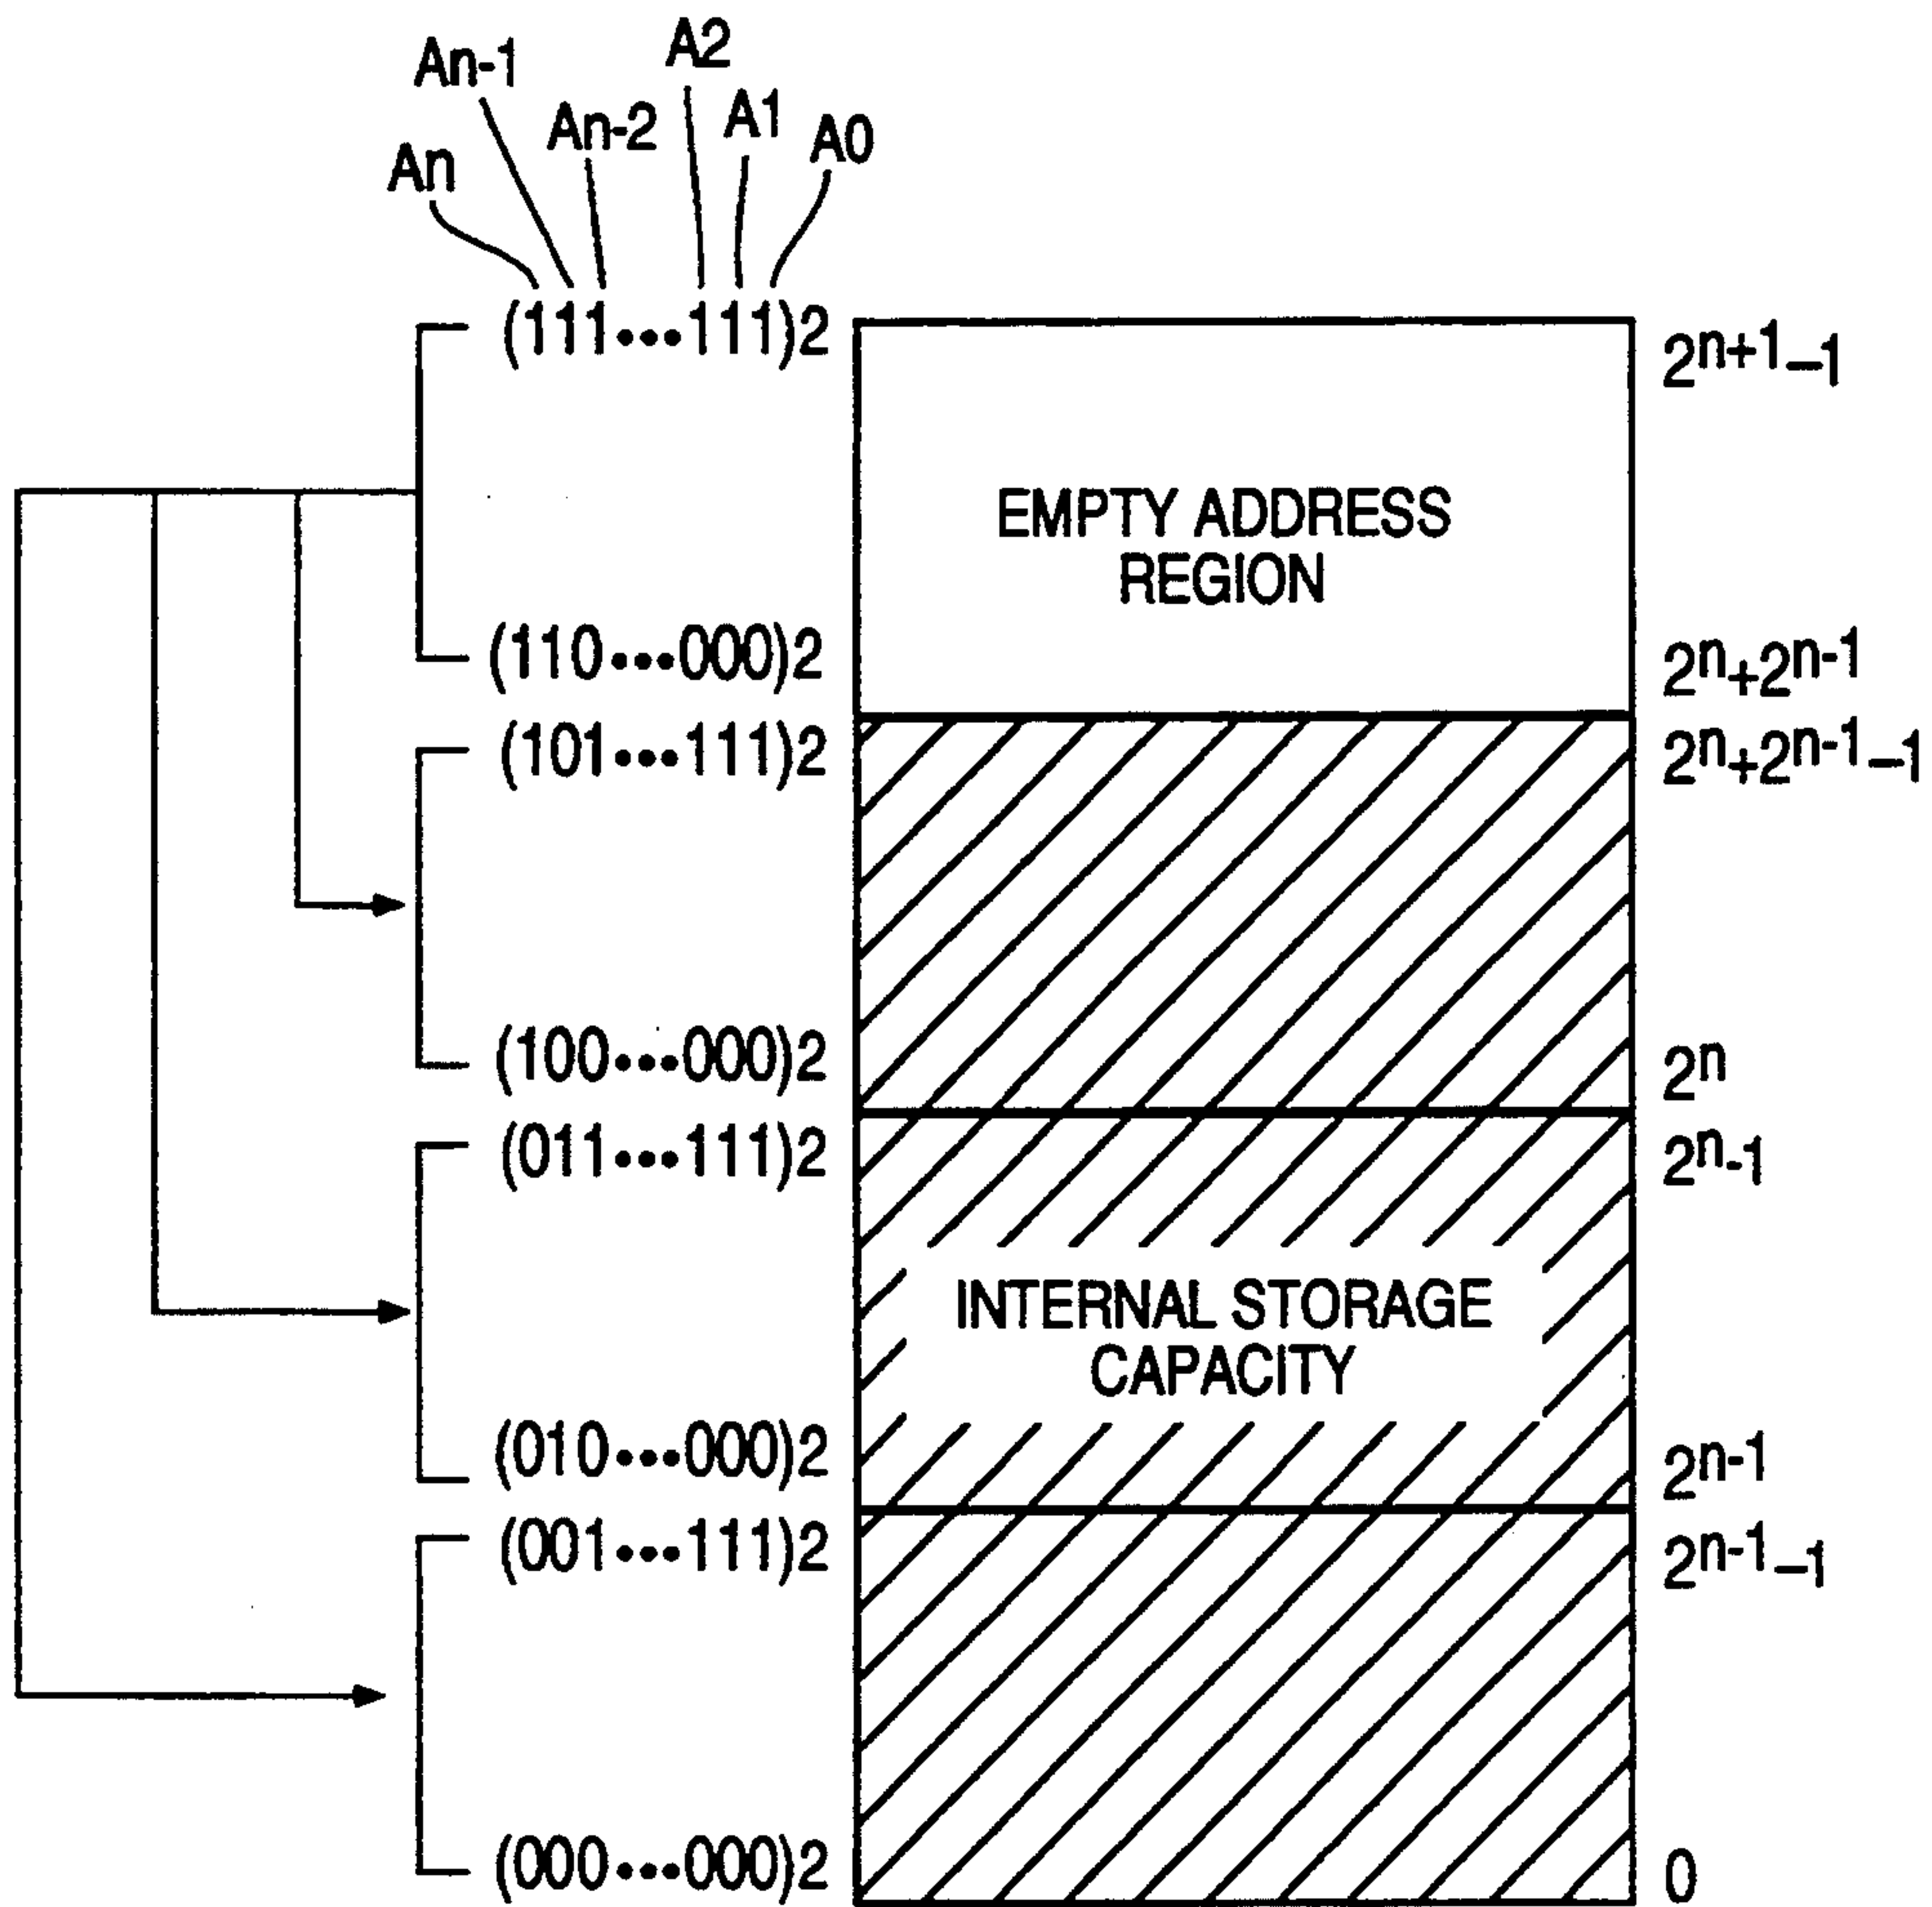 An-1
A2
An-2
A1
A0
An
(111•••111)2
2ⁿ⁺¹–1
EMPTY ADDRESS
REGION
(110•••000)2
2ⁿ+2ⁿ⁻¹
(101•••111)2
2ⁿ+2ⁿ⁻¹–1
(100•••000)2
2ⁿ
(011•••111)2
2ⁿ-1
INTERNAL STORAGE
CAPACITY
(010•••000)2
2ⁿ⁻¹
(001•••111)2
2ⁿ⁻¹–1
(000•••000)2
0